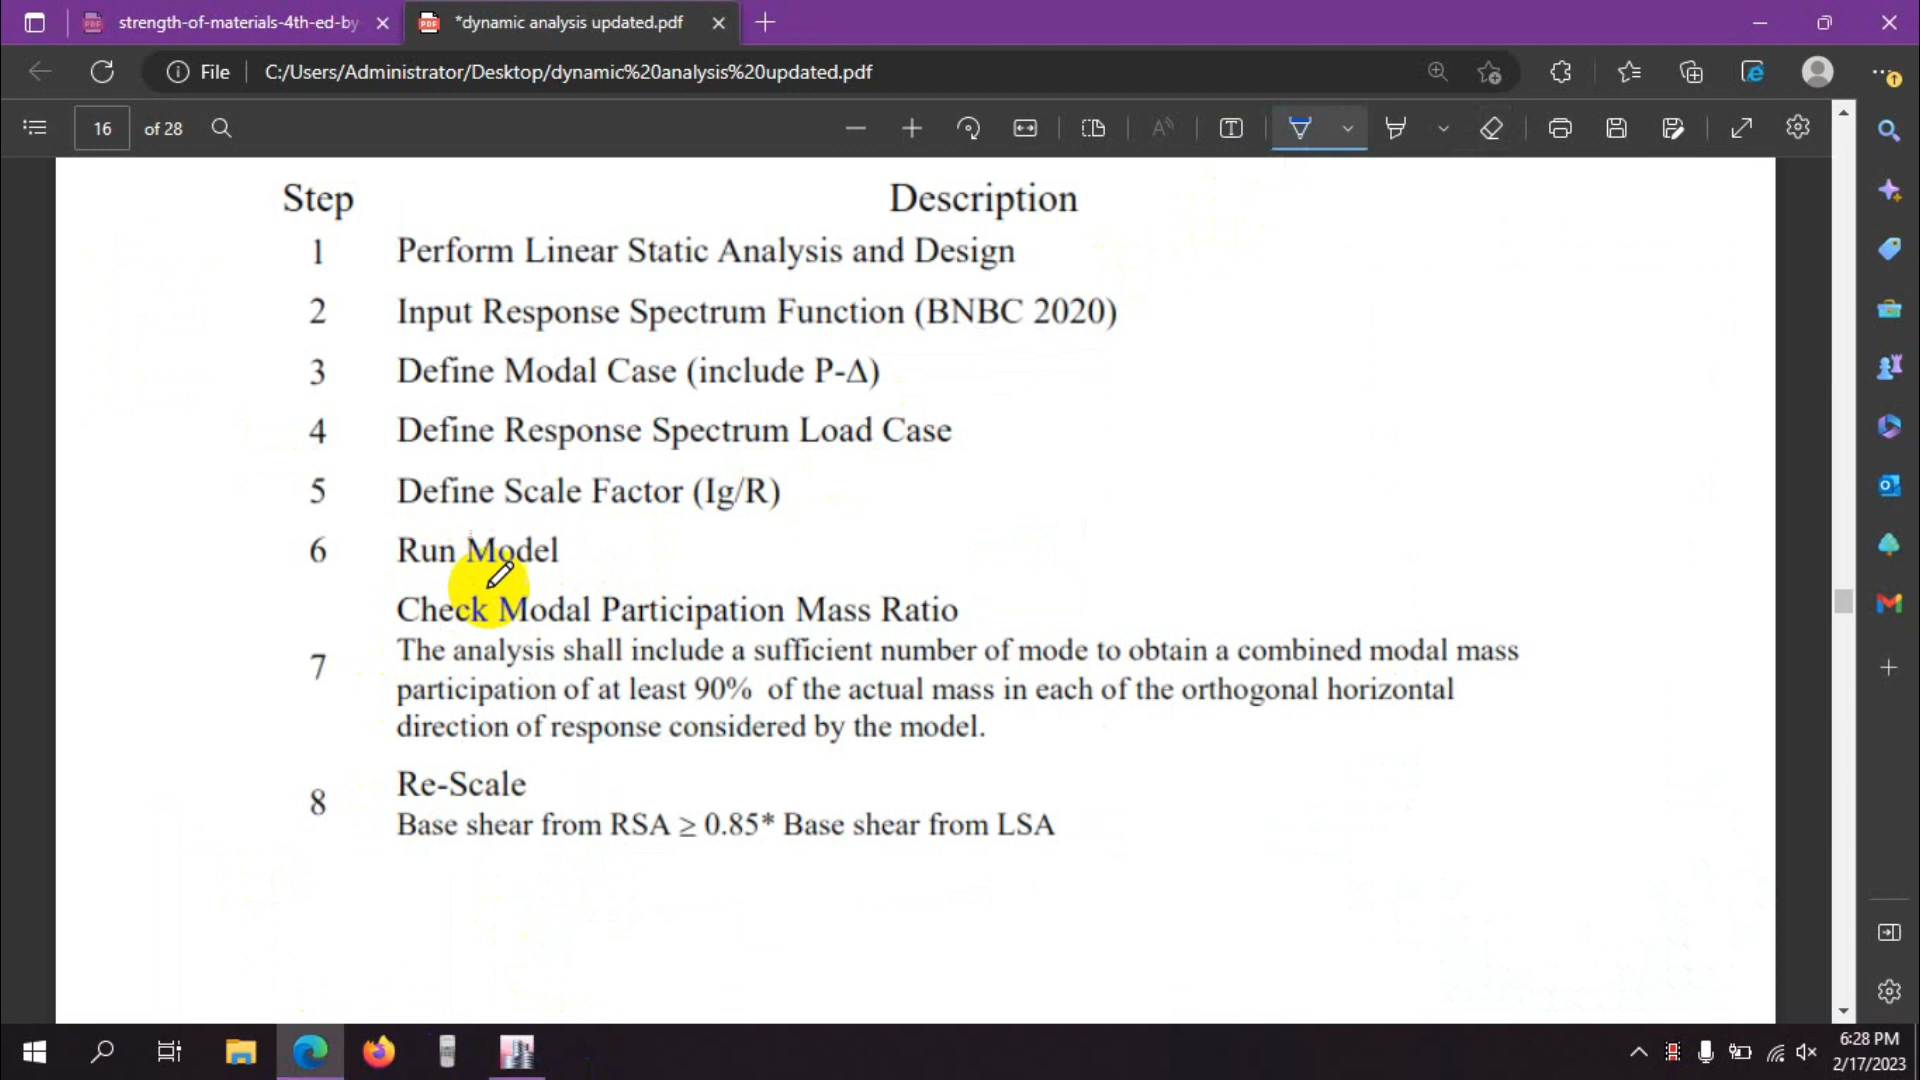 strength-of-materials-4th-ed-by
*dynamic analysis updated.pdf
File
C:/Users/Administrator/Desktop/dynamic%20analysis%20updated.pdf
16 of 28
Step Description
1 Perform Linear Static Analysis and Design
2 Input Response Spectrum Function (BNBC 2020)
3 Define Modal Case (include P-Δ)
4 Define Response Spectrum Load Case
5 Define Scale Factor (Ig/R)
6 Run Model
Check Modal Participation Mass Ratio
The analysis shall include a sufficient number of mode to obtain a combined modal mass
7 participation of at least 90% of the actual mass in each of the orthogonal horizontal
direction of response considered by the model.
Re-Scale
8 Base shear from RSA ≥ 0.85* Base shear from LSA
6:28 PM
2/17/2023